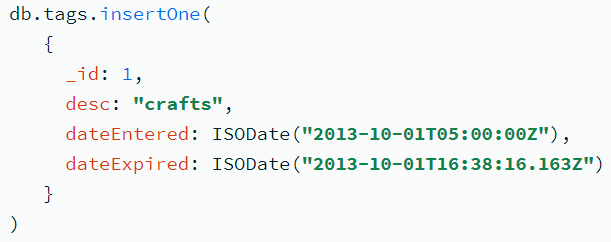 db.tags.insertOne(
   {
     _id: 1,
     desc: "crafts",
     dateEntered: ISODate("2013-10-01T05:00:00Z"),
     dateExpired: ISODate("2013-10-01T16:38:16.163Z")
   }
)